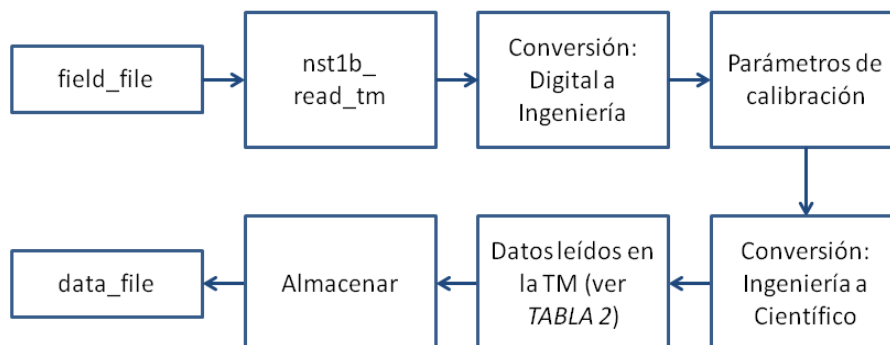 field_file
nst1b_
read_tm
Conversión:
Digital a
Ingeniería
Parámetros de
calibración
Conversión:
Ingeniería a
Científico
Datos leídos en
la TM (ver
TABLA 2)
Almacenar
data_file